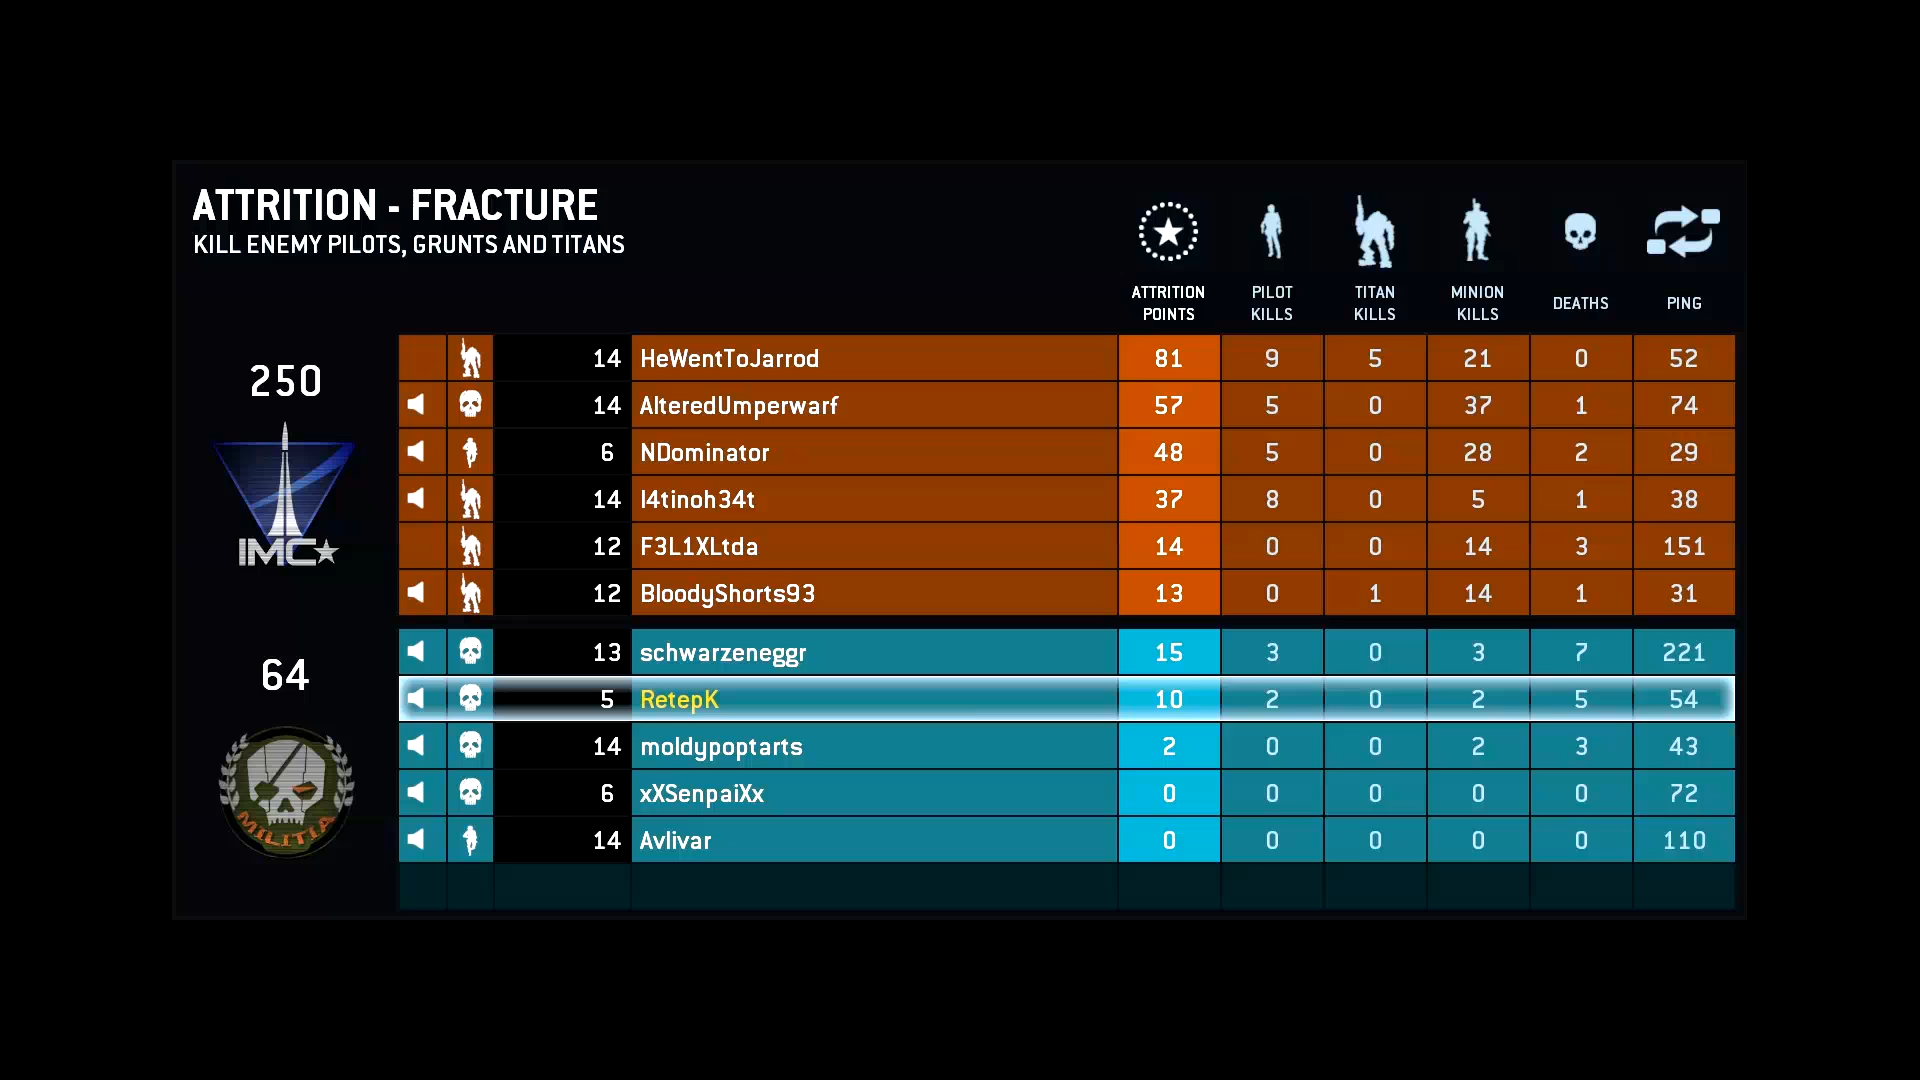 ATTRITION - FRACTURE
KILL ENEMY PILOTS, GRUNTS AND TITANS
ATTRITION POINTS PILOT KILLS TITAN KILLS MINION KILLS DEATHS PING
250
IMC
14 HeWentToJarrod 81 9 5 21 0 52
14 AlteredUmperwarf 57 5 0 37 1 74
6 NDominator 48 5 0 28 2 29
14 l4tinoh34t 37 8 0 5 1 38
12 F3L1XLtda 14 0 0 14 3 151
12 BloodyShorts93 13 0 1 14 1 31
64
MILITIA
13 schwarzeneggr 15 3 0 3 7 221
5 RetepK 10 2 0 2 5 54
14 moldypoptarts 2 0 0 2 3 43
6 xXSenpaiXx 0 0 0 0 0 72
14 Avlivar 0 0 0 0 0 110